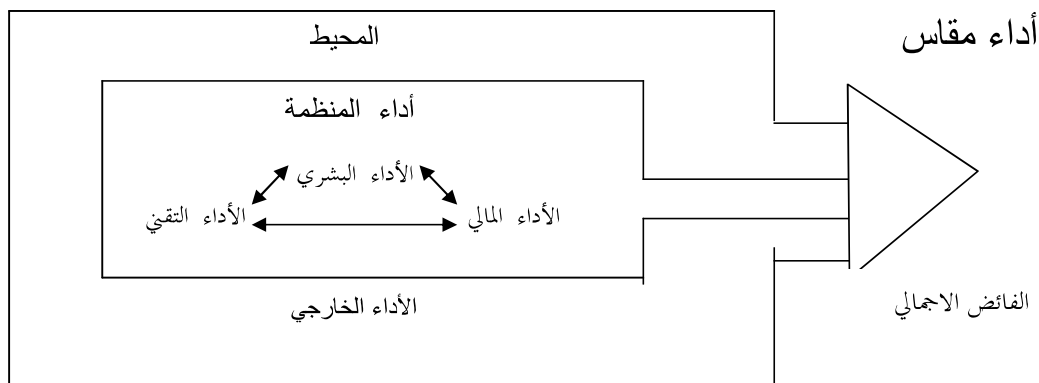 أداء مقاس
المحيط
أداء المنظمة
الأداء البشري
الأداء التقني
الأداء المالي
الأداء الخارجي
الفائض الاجمالي